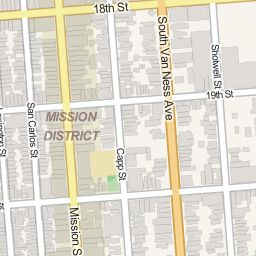 18th St
South Van Ness Ave
Shotwell St
19th St
San Carlos St
MISSION
DISTRICT
Lexington St
Capp St
Mission S